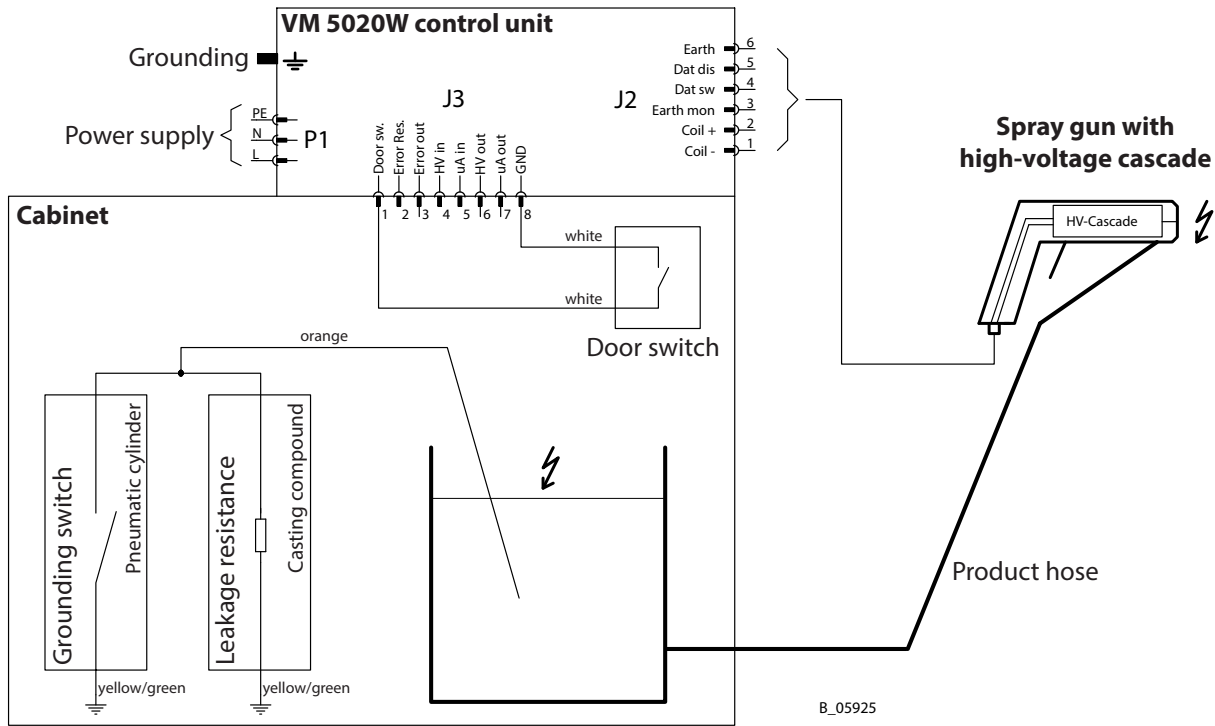 VM 5020W control unit
Grounding
Power supply
PE
N
L
P1
J3
Door sw.
Error Res.
Error out
HV in
uA in
HV out
uA out
GND
1
2
3
4
5
6
7
8
J2
Earth
6
Dat dis
5
Dat sw
4
Earth mon
3
Coil +
2
Coil -
1
Spray gun with
high-voltage cascade
HV-Cascade
Cabinet
white
white
Door switch
orange
Grounding switch
Pneumatic cylinder
Leakage resistance
Casting compound
yellow/green
yellow/green
Product hose
B_05925